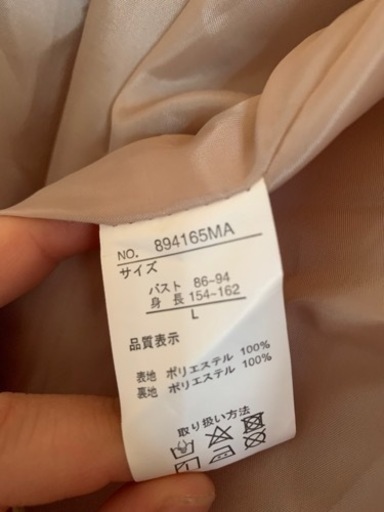 NO. 894165MA
サイズ
バスト 86~94
身 長 154~162
L
品質表示
表地 ポリエステル 100%
裏地 ポリエステル 100%
取り扱い方法